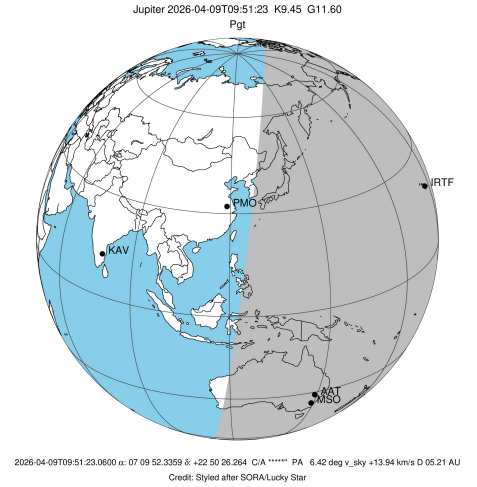 Jupiter 2026-04-09T09:51:23 K9.45 G11.60
Pgt
IRTF
PMO
KAV
AAT
MSO
2026-04-09T09:51:23.0600 α: 07 09 52.3359 δ: +22 50 26.264 C/A *****" PA 6.42 deg v_sky +13.94 km/s D 05.21 AU
Credit: Styled after SORA/Lucky Star